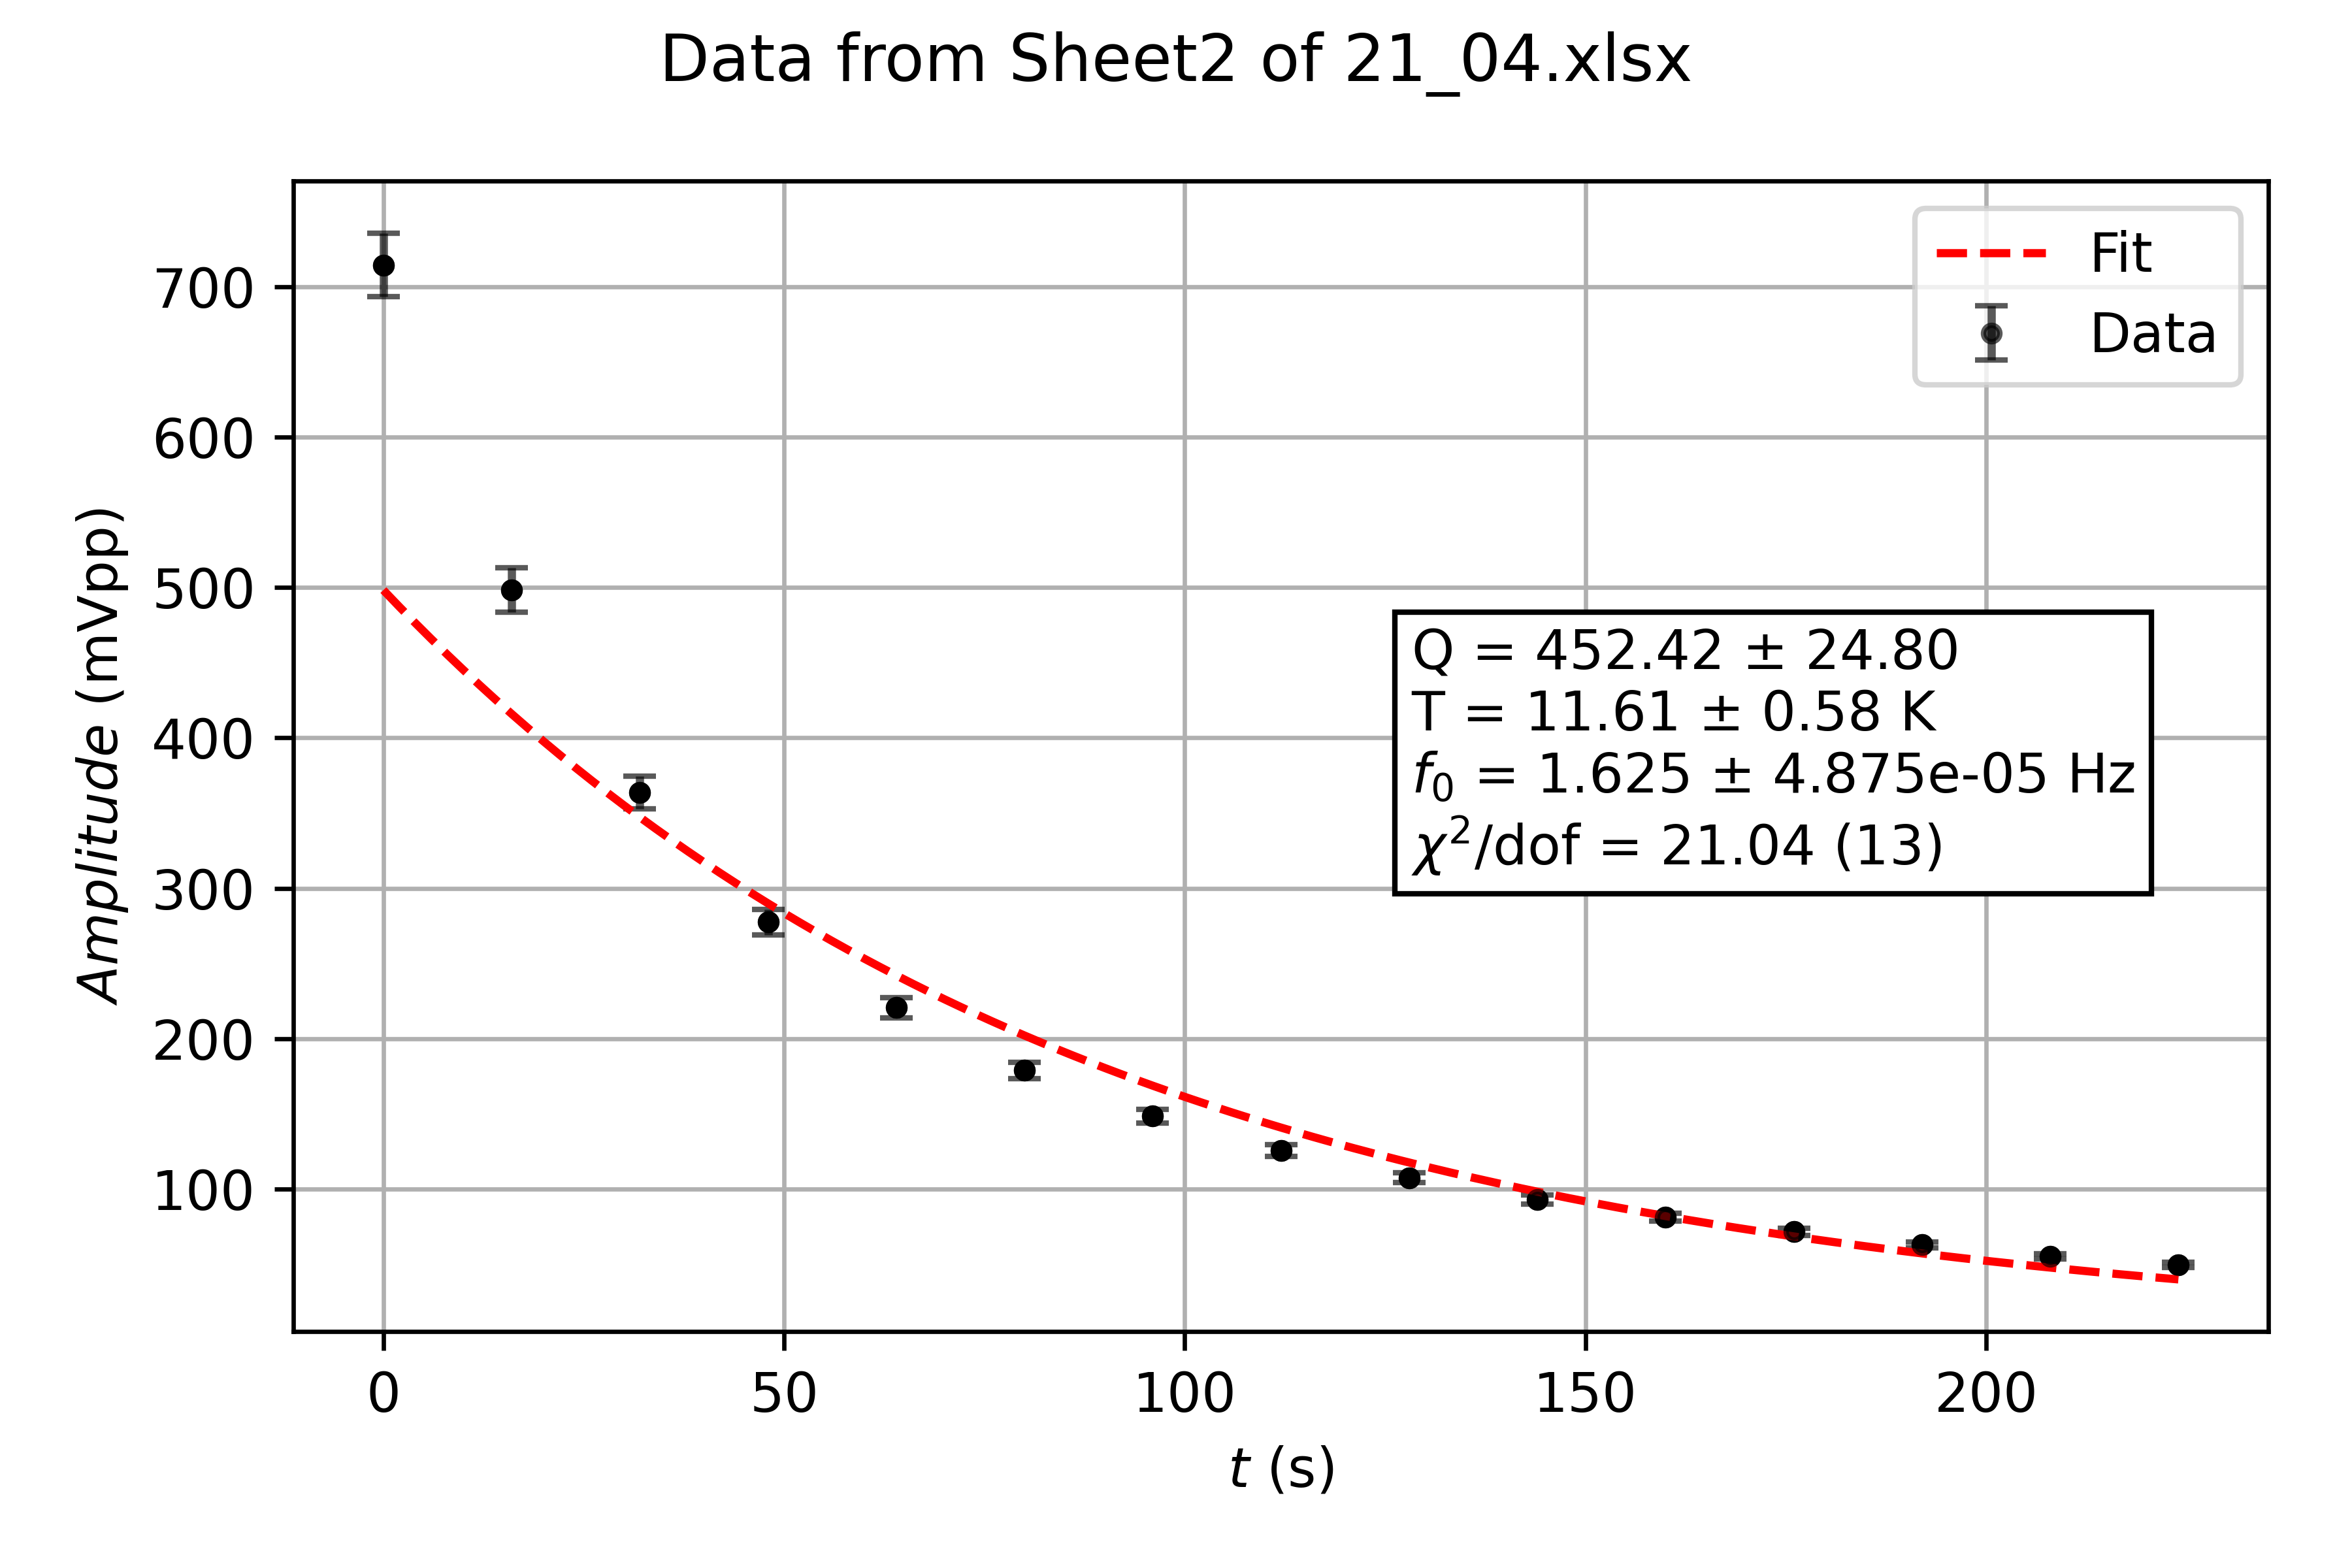 Data from Sheet2 of 21_04.xlsx
Fit
Data
Amplitude (mVpp)
700
600
500
400
300
200
100
Q = 452.42 ± 24.80
T = 11.61 ± 0.58 K
f₀ = 1.625 ± 4.875e-05 Hz
χ²/dof = 21.04 (13)
0 50 100 150 200
t (s)